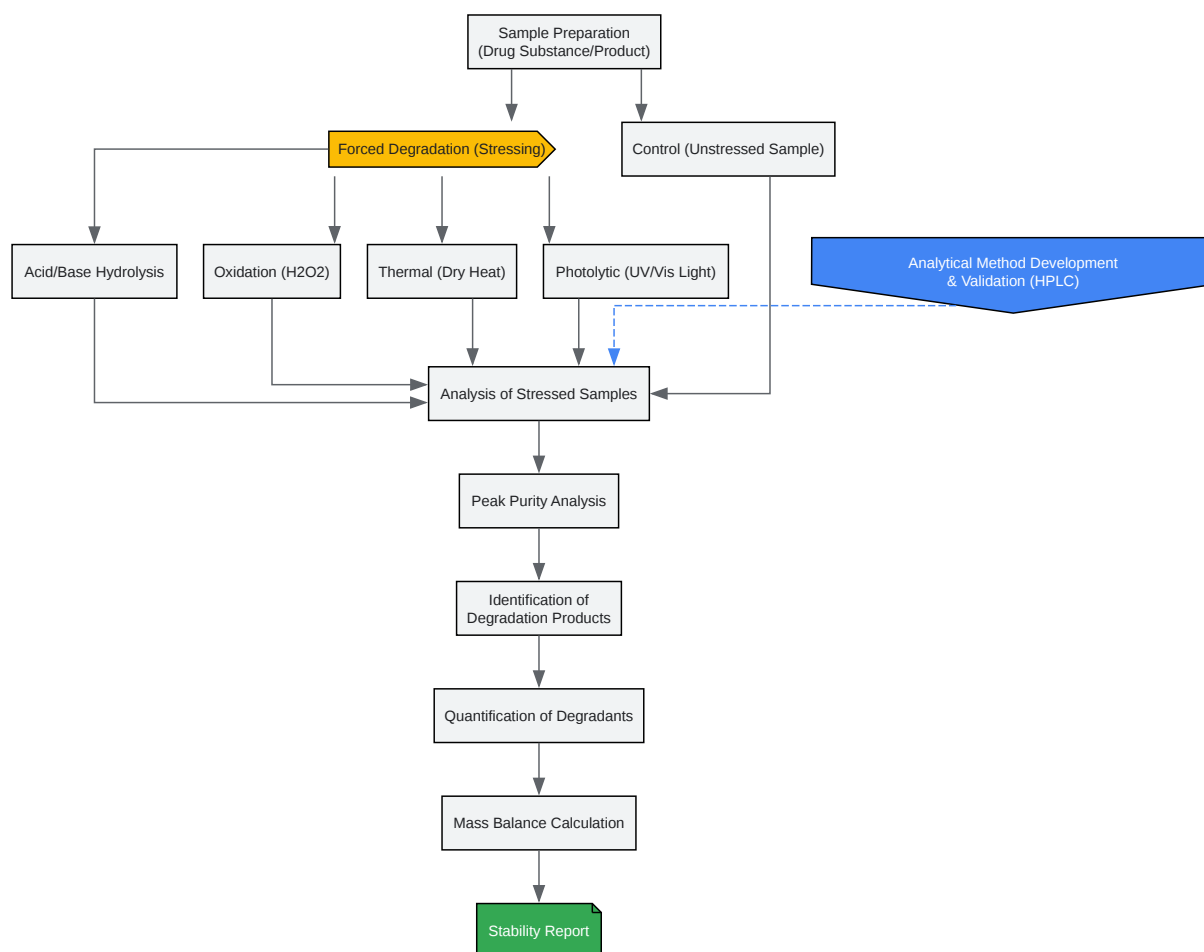 Sample Preparation
(Drug Substance/Product)
Forced Degradation (Stressing)
Control (Unstressed Sample)
Acid/Base Hydrolysis
Oxidation (H2O2)
Thermal (Dry Heat)
Photolytic (UV/Vis Light)
Analytical Method Development
& Validation (HPLC)
Analysis of Stressed Samples
Peak Purity Analysis
Identification of
Degradation Products
Quantification of Degradants
Mass Balance Calculation
Stability Report